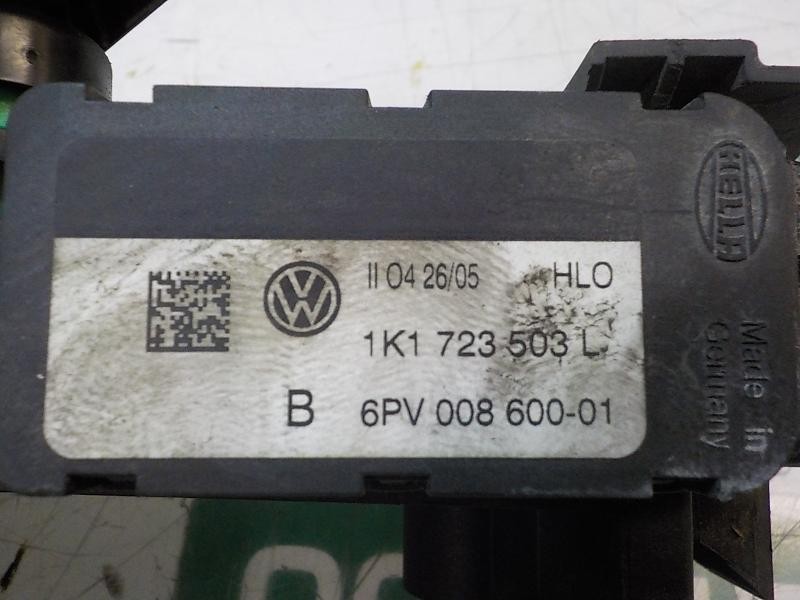 II 04 26/05 HLO
1K1 723 503 L
B 6PV 008 600-01
HELLA
Made in
Germany